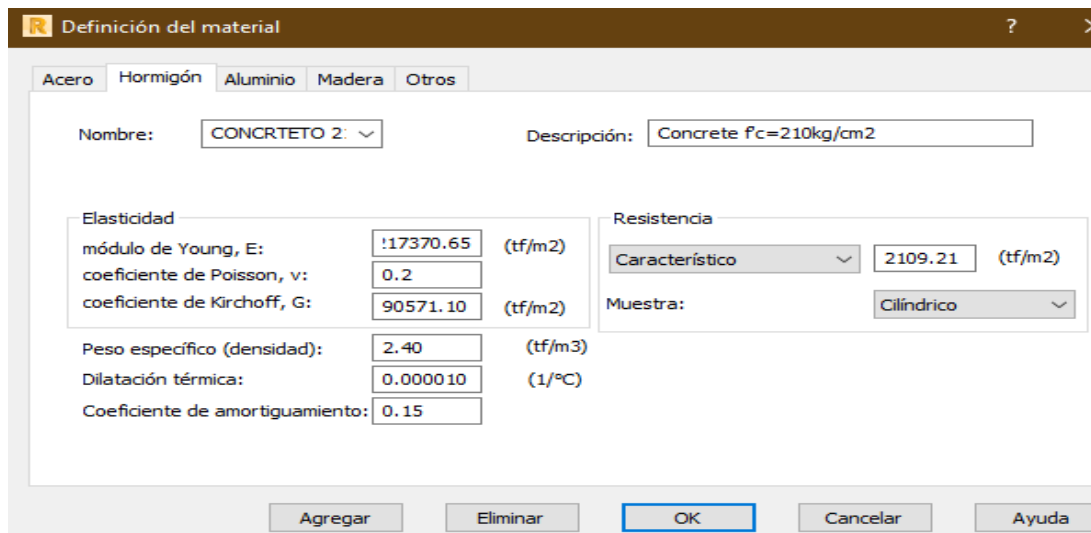 R Definición del material ?
Acero Hormigón Aluminio Madera Otros
Nombre: CONCRTETO 2 Descripción: Concrete f'c=210kg/cm2
Elasticidad Resistencia
módulo de Young, E: 17370.65 (tf/m2)
Característico 2109.21 (tf/m2)
coeficiente de Poisson, v: 0.2
coeficiente de Kirchoff, G: 90571.10 (tf/m2) Muestra: Cilíndrico
Peso específico (densidad): 2.40 (tf/m3)
Dilatación térmica: 0.000010 (1/°C)
Coeficiente de amortiguamiento: 0.15
Agregar Eliminar OK Cancelar Ayuda